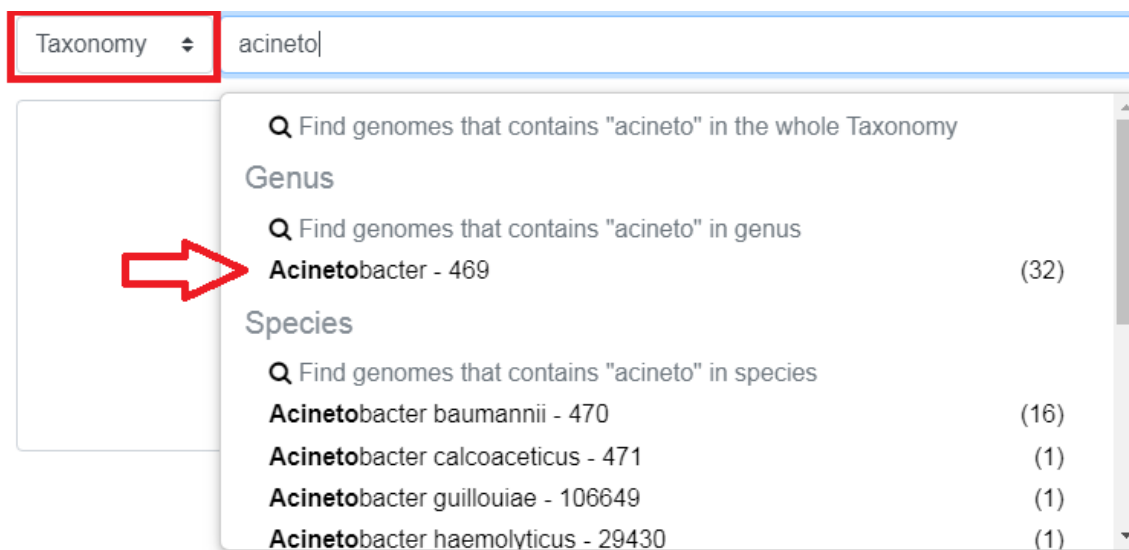 Taxonomy acineto
Find genomes that contains "acineto" in the whole Taxonomy
Genus
Find genomes that contains "acineto" in genus
Acinetobacter - 469 (32)
Species
Find genomes that contains "acineto" in species
Acinetobacter baumannii - 470 (16)
Acinetobacter calcoaceticus - 471 (1)
Acinetobacter guillouiae - 106649 (1)
Acinetobacter haemolyticus - 29430 (1)